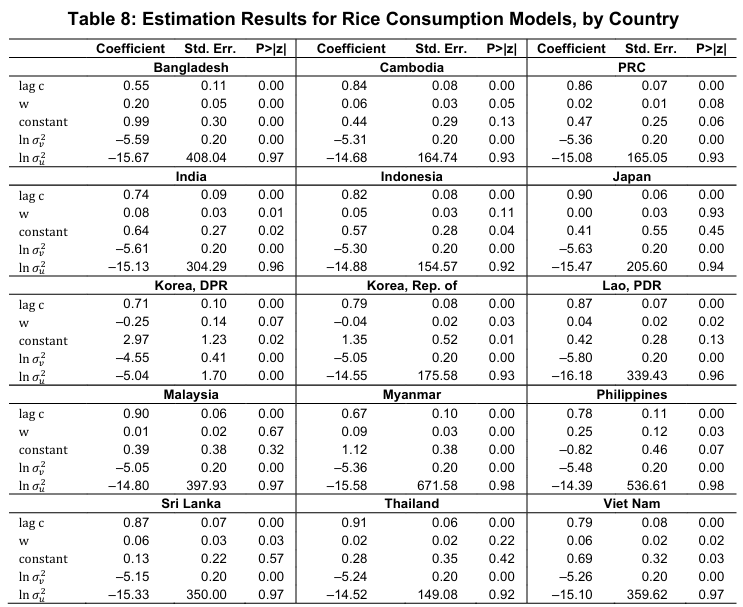 Table 8: Estimation Results for Rice Consumption Models, by Country
Coefficient Std. Err. P>|z| Coefficient Std. Err. P>|z| Coefficient Std. Err. P>|z|
Bangladesh Cambodia PRC
lag c 0.55 0.11 0.00 0.84 0.08 0.00 0.86 0.07 0.00
w 0.20 0.05 0.00 0.06 0.03 0.05 0.02 0.01 0.08
constant 0.99 0.30 0.00 0.44 0.29 0.13 0.47 0.25 0.06
ln σ²ᵥ –5.59 0.20 0.00 –5.31 0.20 0.00 –5.36 0.20 0.00
ln σ²ᵤ –15.67 408.04 0.97 –14.68 164.74 0.93 –15.08 165.05 0.93
India Indonesia Japan
lag c 0.74 0.09 0.00 0.82 0.08 0.00 0.90 0.06 0.00
w 0.08 0.03 0.01 0.05 0.03 0.11 0.00 0.03 0.93
constant 0.64 0.27 0.02 0.57 0.28 0.04 0.41 0.55 0.45
ln σ²ᵥ –5.61 0.20 0.00 –5.30 0.20 0.00 –5.63 0.20 0.00
ln σ²ᵤ –15.13 304.29 0.96 –14.88 154.57 0.92 –15.47 205.60 0.94
Korea, DPR Korea, Rep. of Lao, PDR
lag c 0.71 0.10 0.00 0.79 0.08 0.00 0.87 0.07 0.00
w –0.25 0.14 0.07 –0.04 0.02 0.03 0.04 0.02 0.02
constant 2.97 1.23 0.02 1.35 0.52 0.01 0.42 0.28 0.13
ln σ²ᵥ –4.55 0.41 0.00 –5.05 0.20 0.00 –5.80 0.20 0.00
ln σ²ᵤ –5.04 1.70 0.00 –14.55 175.58 0.93 –16.18 339.43 0.96
Malaysia Myanmar Philippines
lag c 0.90 0.06 0.00 0.67 0.10 0.00 0.78 0.11 0.00
w 0.01 0.02 0.67 0.09 0.03 0.00 0.25 0.12 0.03
constant 0.39 0.38 0.32 1.12 0.38 0.00 –0.82 0.46 0.07
ln σ²ᵥ –5.05 0.20 0.00 –5.36 0.20 0.00 –5.48 0.20 0.00
ln σ²ᵤ –14.80 397.93 0.97 –15.58 671.58 0.98 –14.39 536.61 0.98
Sri Lanka Thailand Viet Nam
lag c 0.87 0.07 0.00 0.91 0.06 0.00 0.79 0.08 0.00
w 0.06 0.03 0.03 0.02 0.02 0.22 0.06 0.02 0.02
constant 0.13 0.22 0.57 0.28 0.35 0.42 0.69 0.32 0.03
ln σ²ᵥ –5.15 0.20 0.00 –5.24 0.20 0.00 –5.26 0.20 0.00
ln σ²ᵤ –15.33 350.00 0.97 –14.52 149.08 0.92 –15.10 359.62 0.97